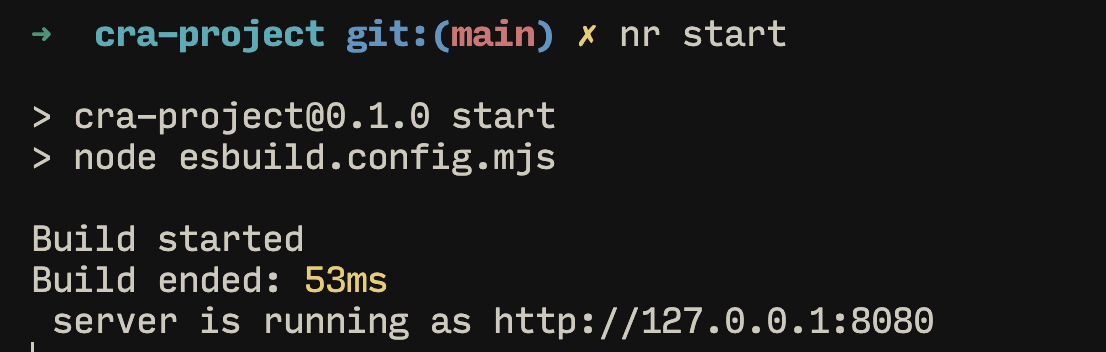 ➜ cra-project git:(main) ✗ nr start
> cra-project@0.1.0 start
> node esbuild.config.mjs
Build started
Build ended: 53ms
server is running as http://127.0.0.1:8080